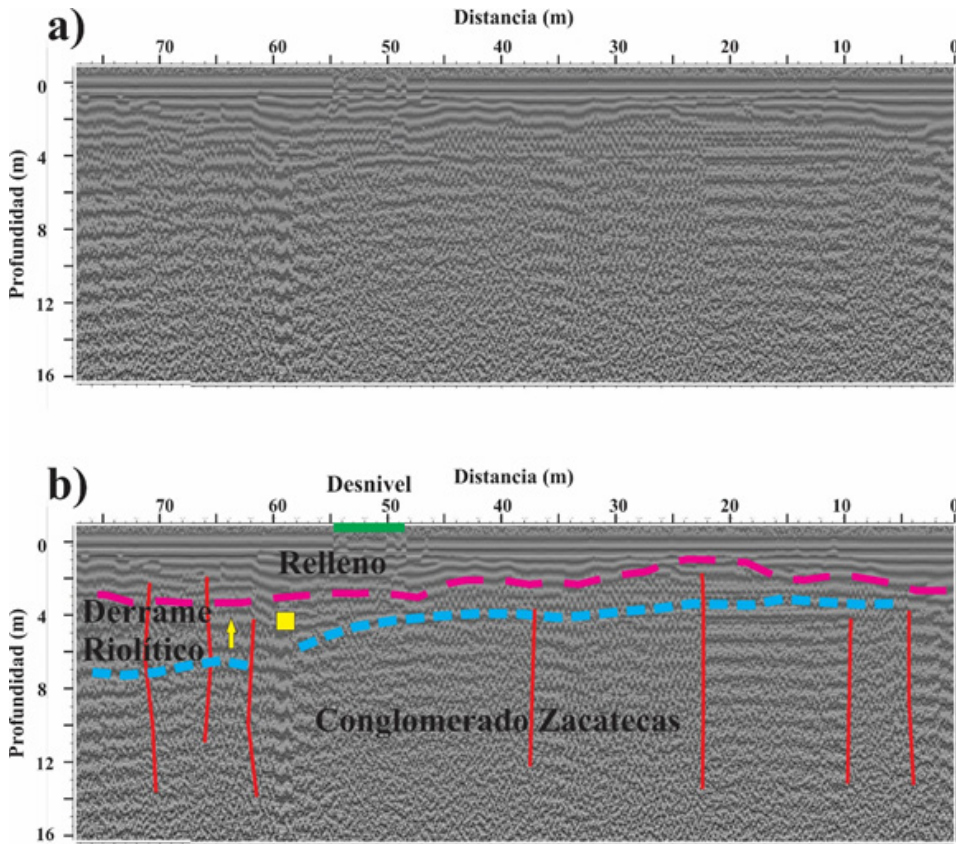 Distancia (m)
a)
70 60 50 40 30 20 10 0
0
4
8
12
16
Profundidad (m)
b)
Desnivel
Distancia (m)
70 60 50 40 30 20 10 0
0
4
8
12
16
Profundidad (m)
Relleno
Derrame
Riolítico
Conglomerado Zacatecas